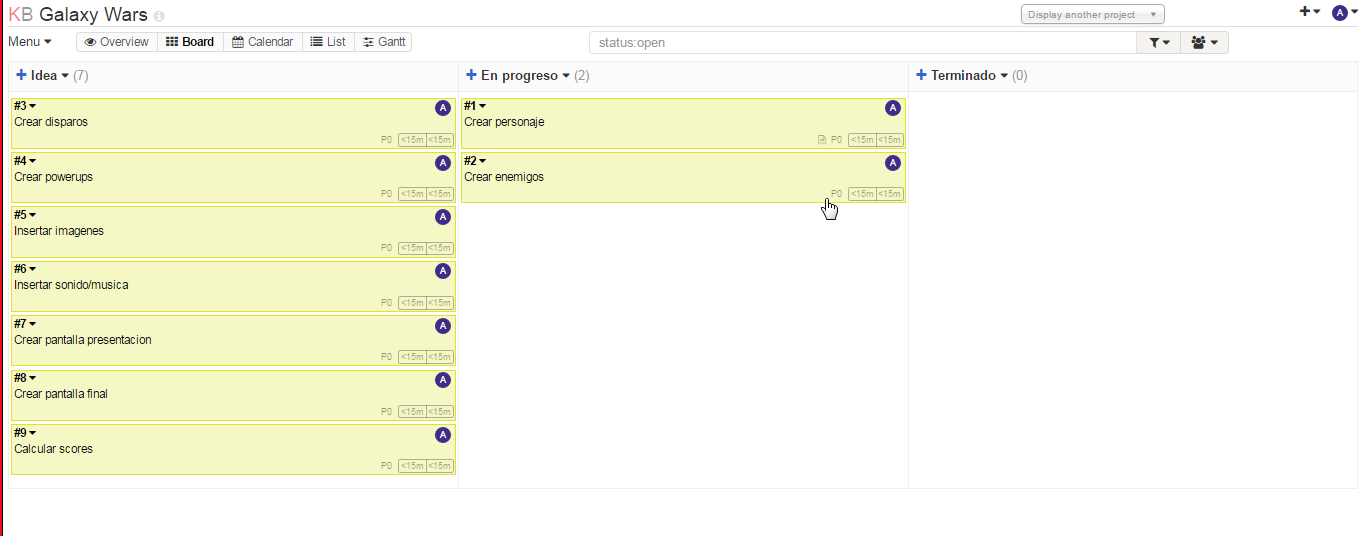 KB Galaxy Wars
Display another project
A
Menu
Overview
Board
Calendar
List
Gantt
status:open
Idea (7)
#3
A
Crear disparos
P0 <15m <15m
#4
A
Crear powerups
P0 <15m <15m
#5
A
Insertar imagenes
P0 <15m <15m
#6
A
Insertar sonido/musica
P0 <15m <15m
#7
A
Crear pantalla presentacion
P0 <15m <15m
#8
A
Crear pantalla final
P0 <15m <15m
#9
A
Calcular scores
P0 <15m <15m
En progreso (2)
#1
A
Crear personaje
P0 <15m <15m
#2
A
Crear enemigos
P0 <15m <15m
Terminado (0)